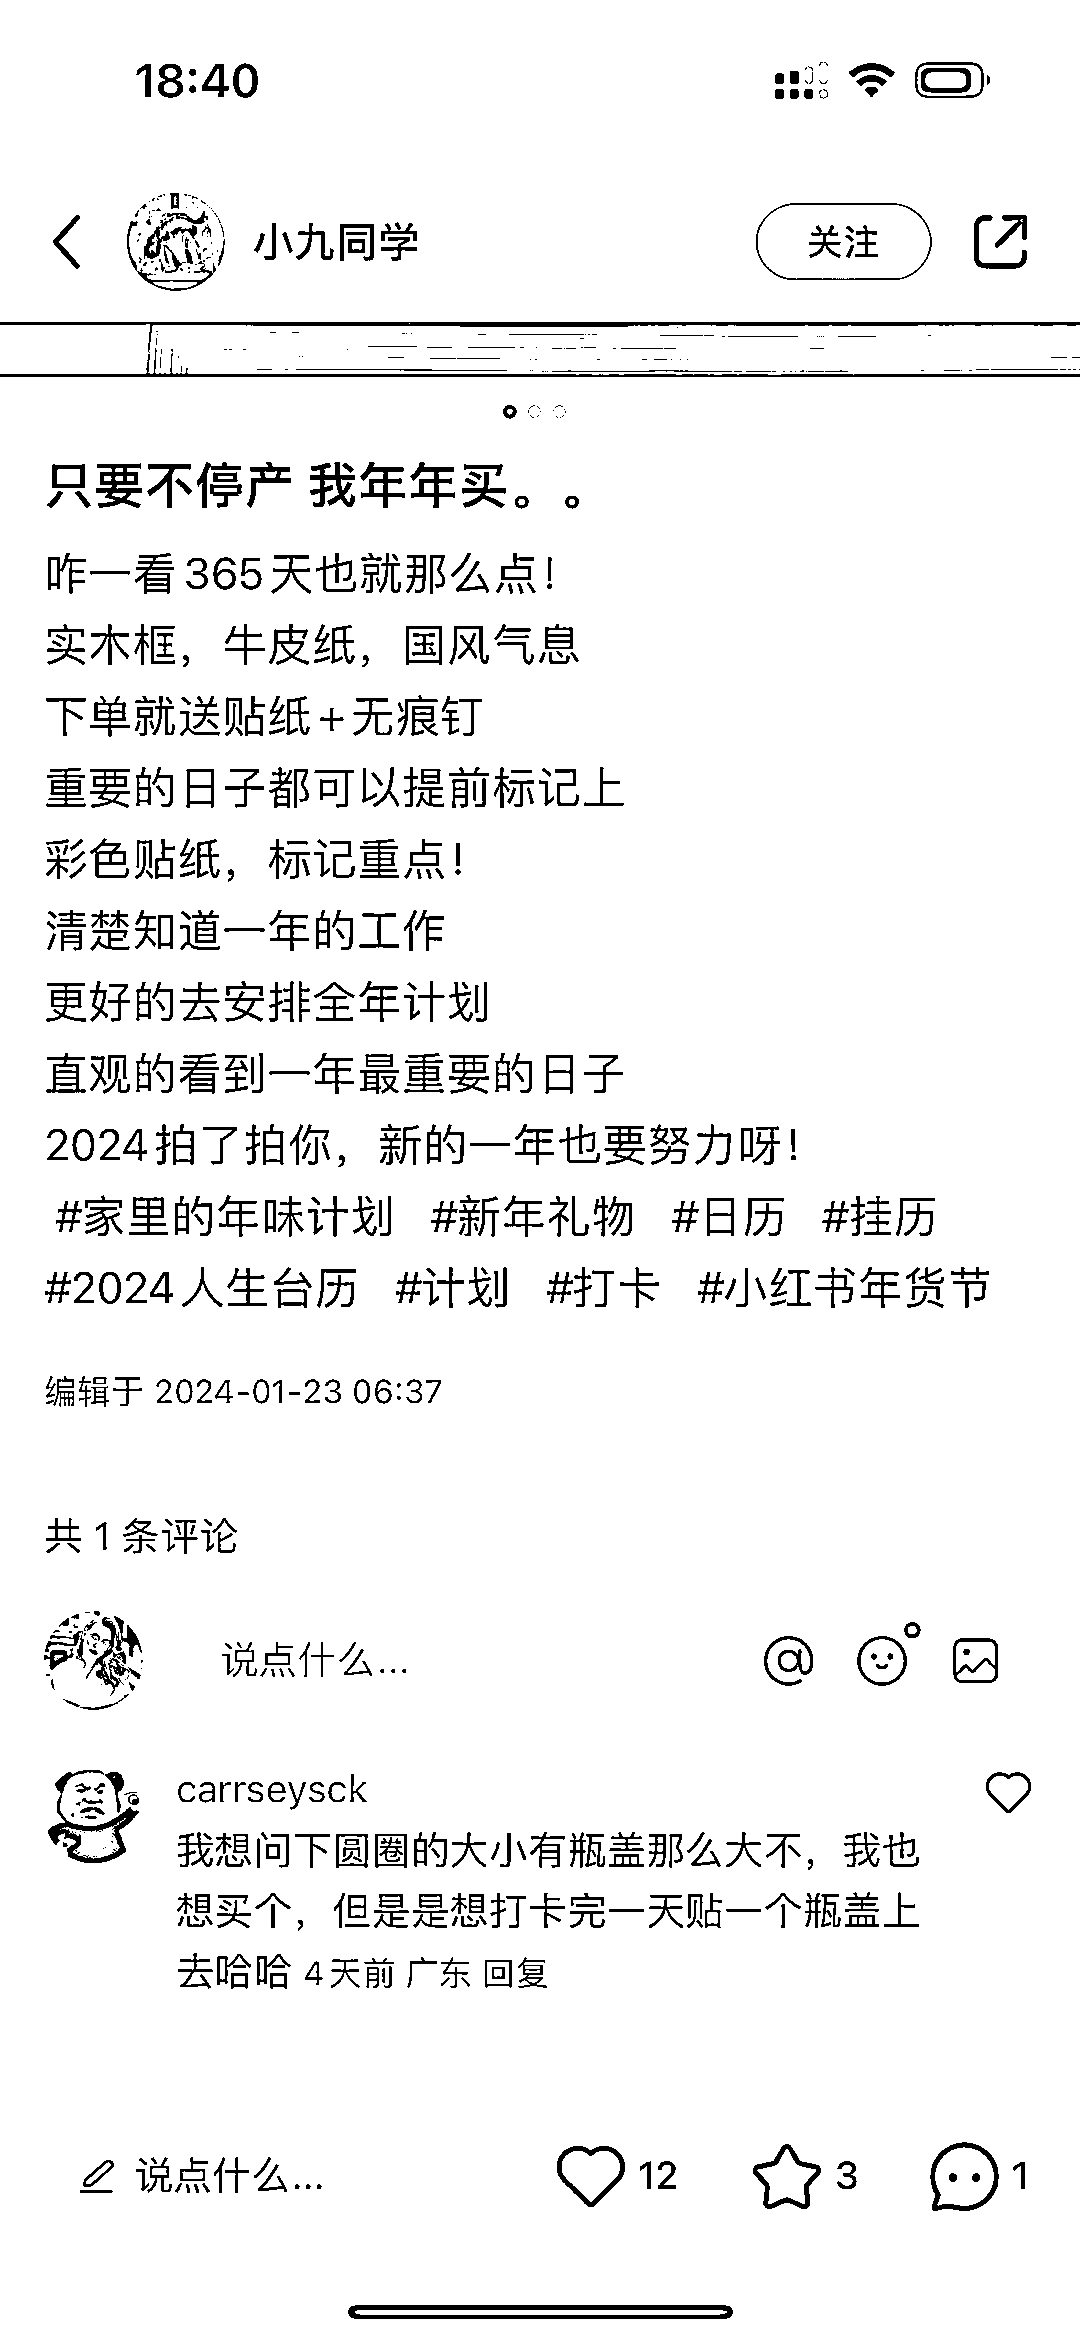 18:40
小九同学
关注
只要不停产 我年年买。。
咋一看365天也就那么点！
实木框，牛皮纸，国风气息
下单就送贴纸+无痕钉
重要的日子都可以提前标记上
彩色贴纸，标记重点！
清楚知道一年的工作
更好的去安排全年计划
直观的看到一年最重要的日子
2024拍了拍你，新的一年也要努力呀！
#家里的年味计划 #新年礼物 #日历 #挂历
#2024人生台历 #计划 #打卡 #小红书年货节
编辑于 2024-01-23 06:37
共 1 条评论
说点什么...
carrseysck
我想问下圆圈的大小有瓶盖那么大不，我也
想买个，但是是想打卡完一天贴一个瓶盖上
去哈哈 4天前 广东 回复
说点什么...
12
3
1